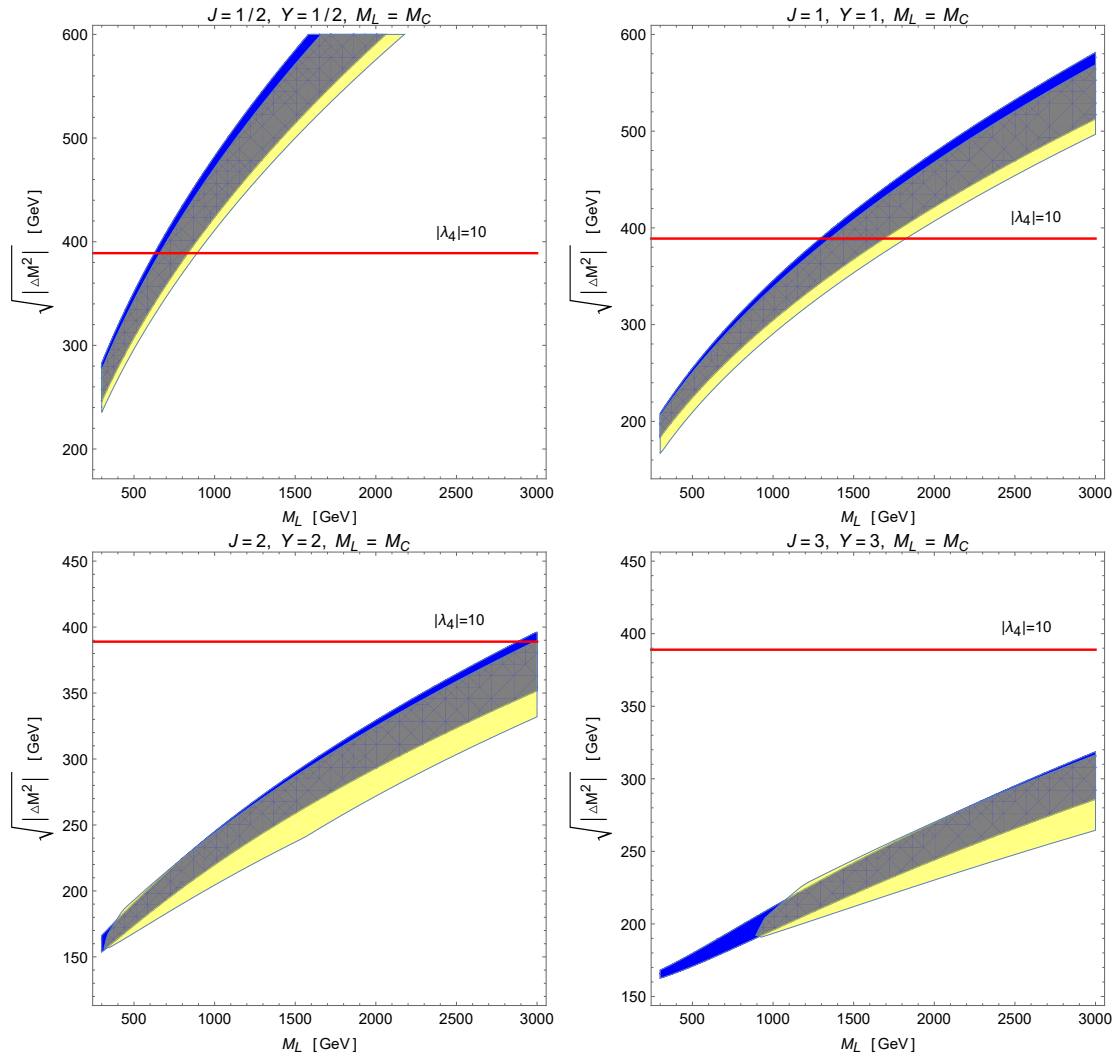 J = 1/2, Y = 1/2, M_L = M_C
600
500
400
300
200
√|ΔM²| [GeV]
|λ₄|=10
500 1000 1500 2000 2500 3000
M_L [GeV]
J = 1, Y = 1, M_L = M_C
600
500
400
300
200
√|ΔM²| [GeV]
|λ₄|=10
500 1000 1500 2000 2500 3000
M_L [GeV]
J = 2, Y = 2, M_L = M_C
450
400
350
300
250
200
150
√|ΔM²| [GeV]
|λ₄|=10
500 1000 1500 2000 2500 3000
M_L [GeV]
J = 3, Y = 3, M_L = M_C
450
400
350
300
250
200
150
√|ΔM²| [GeV]
|λ₄|=10
500 1000 1500 2000 2500 3000
M_L [GeV]